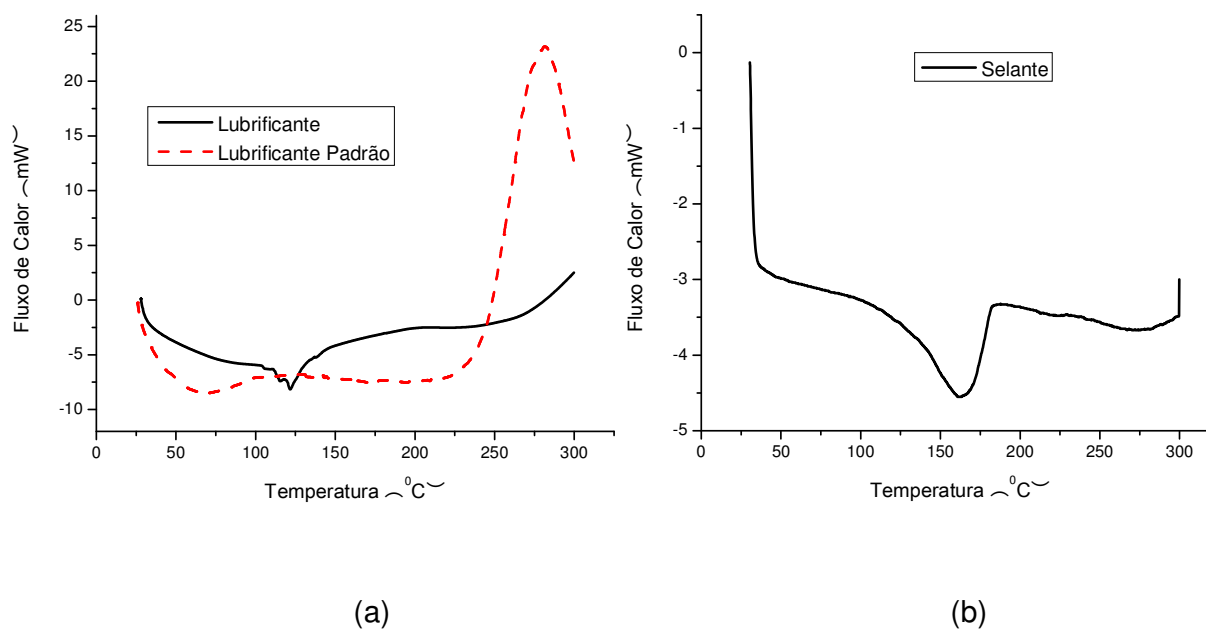 25
20
15
10
5
0
-5
-10
0 50 100 150 200 250 300
Fluxo de Calor (mW)
Temperatura (⁰C)
Lubrificante
Lubrificante Padrão
(a)
0
-1
-2
-3
-4
-5
0 50 100 150 200 250 300
Fluxo de Calor (mW)
Temperatura (⁰C)
Selante
(b)